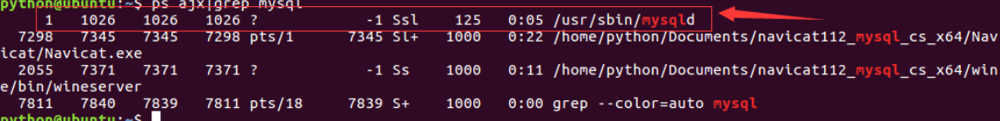 python@ubuntu:~$ ps ajx|grep mysql
1 1026 1026 1026 ? -1 Ssl 125 0:05 /usr/sbin/mysqld
7298 7345 7345 7298 pts/1 7345 Sl+ 1000 0:22 /home/python/Documents/navicat112_mysql_cs_x64/Nav
icat/Navicat.exe
2055 7371 7371 7371 ? -1 Ss 1000 0:11 /home/python/Documents/navicat112_mysql_cs_x64/win
e/bin/wineserver
7811 7840 7839 7811 pts/18 7839 S+ 1000 0:00 grep --color=auto mysql
python@ubuntu:~$